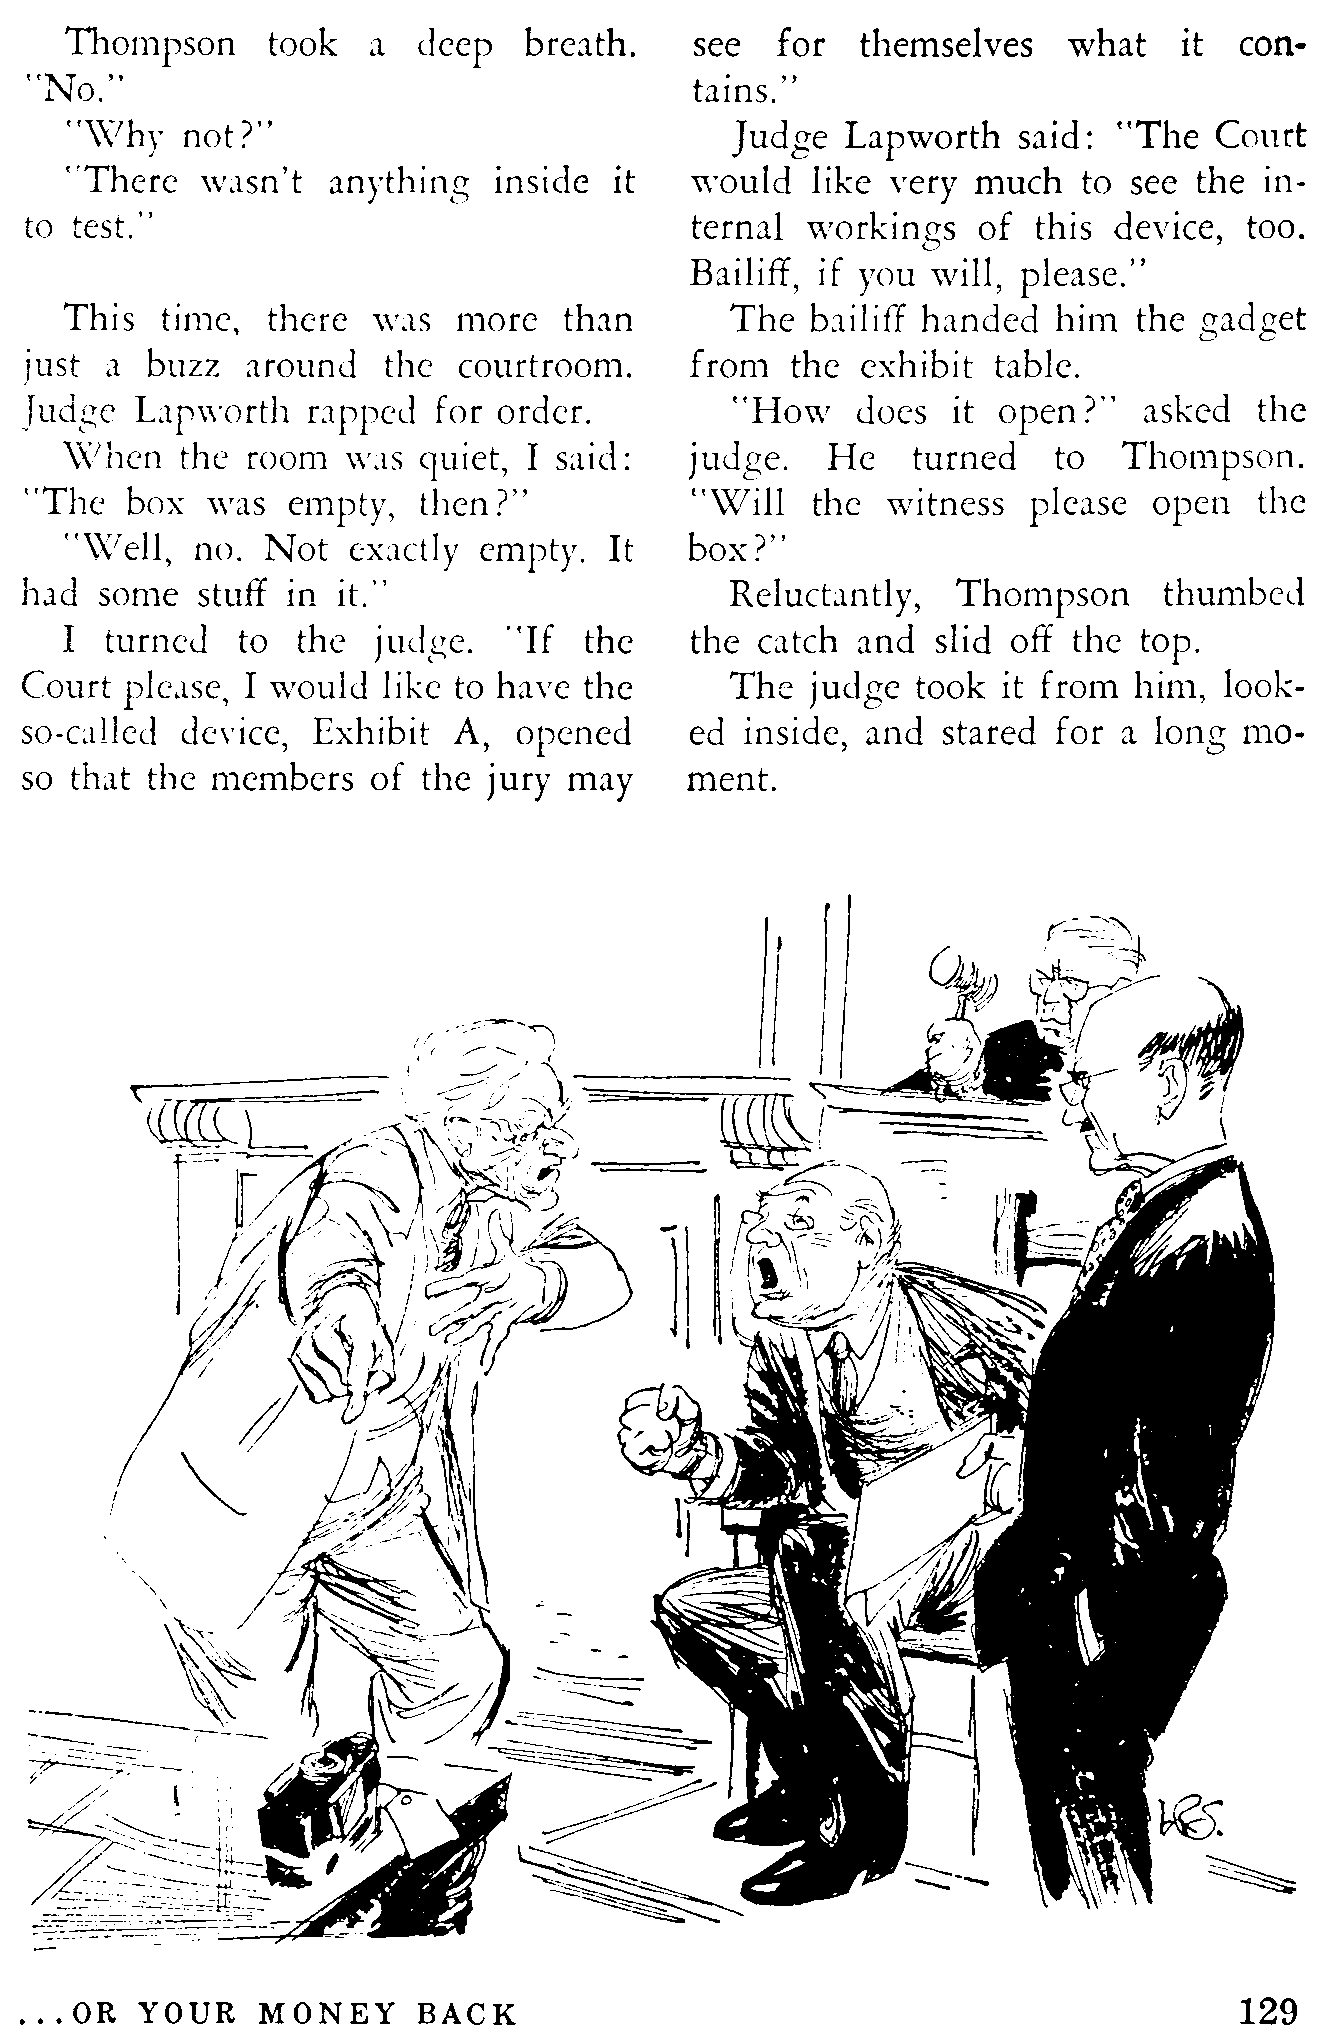 Thompson took a deep breath.
"No."
"Why not?"
"There wasn't anything inside it
to test."
This time, there was more than
just a buzz around the courtroom.
Judge Lapworth rapped for order.
When the room was quiet, I said:
"The box was empty, then?"
"Well, no. Not exactly empty. It
had some stuff in it."
I turned to the judge. "If the
Court please, I would like to have the
so-called device, Exhibit A, opened
so that the members of the jury may
see for themselves what it con-
tains."
Judge Lapworth said: "The Court
would like very much to see the in-
ternal workings of this device, too.
Bailiff, if you will, please."
The bailiff handed him the gadget
from the exhibit table.
"How does it open?" asked the
judge. He turned to Thompson.
"Will the witness please open the
box?"
Reluctantly, Thompson thumbed
the catch and slid off the top.
The judge took it from him, look-
ed inside, and stared for a long mo-
ment.
...OR YOUR MONEY BACK
129